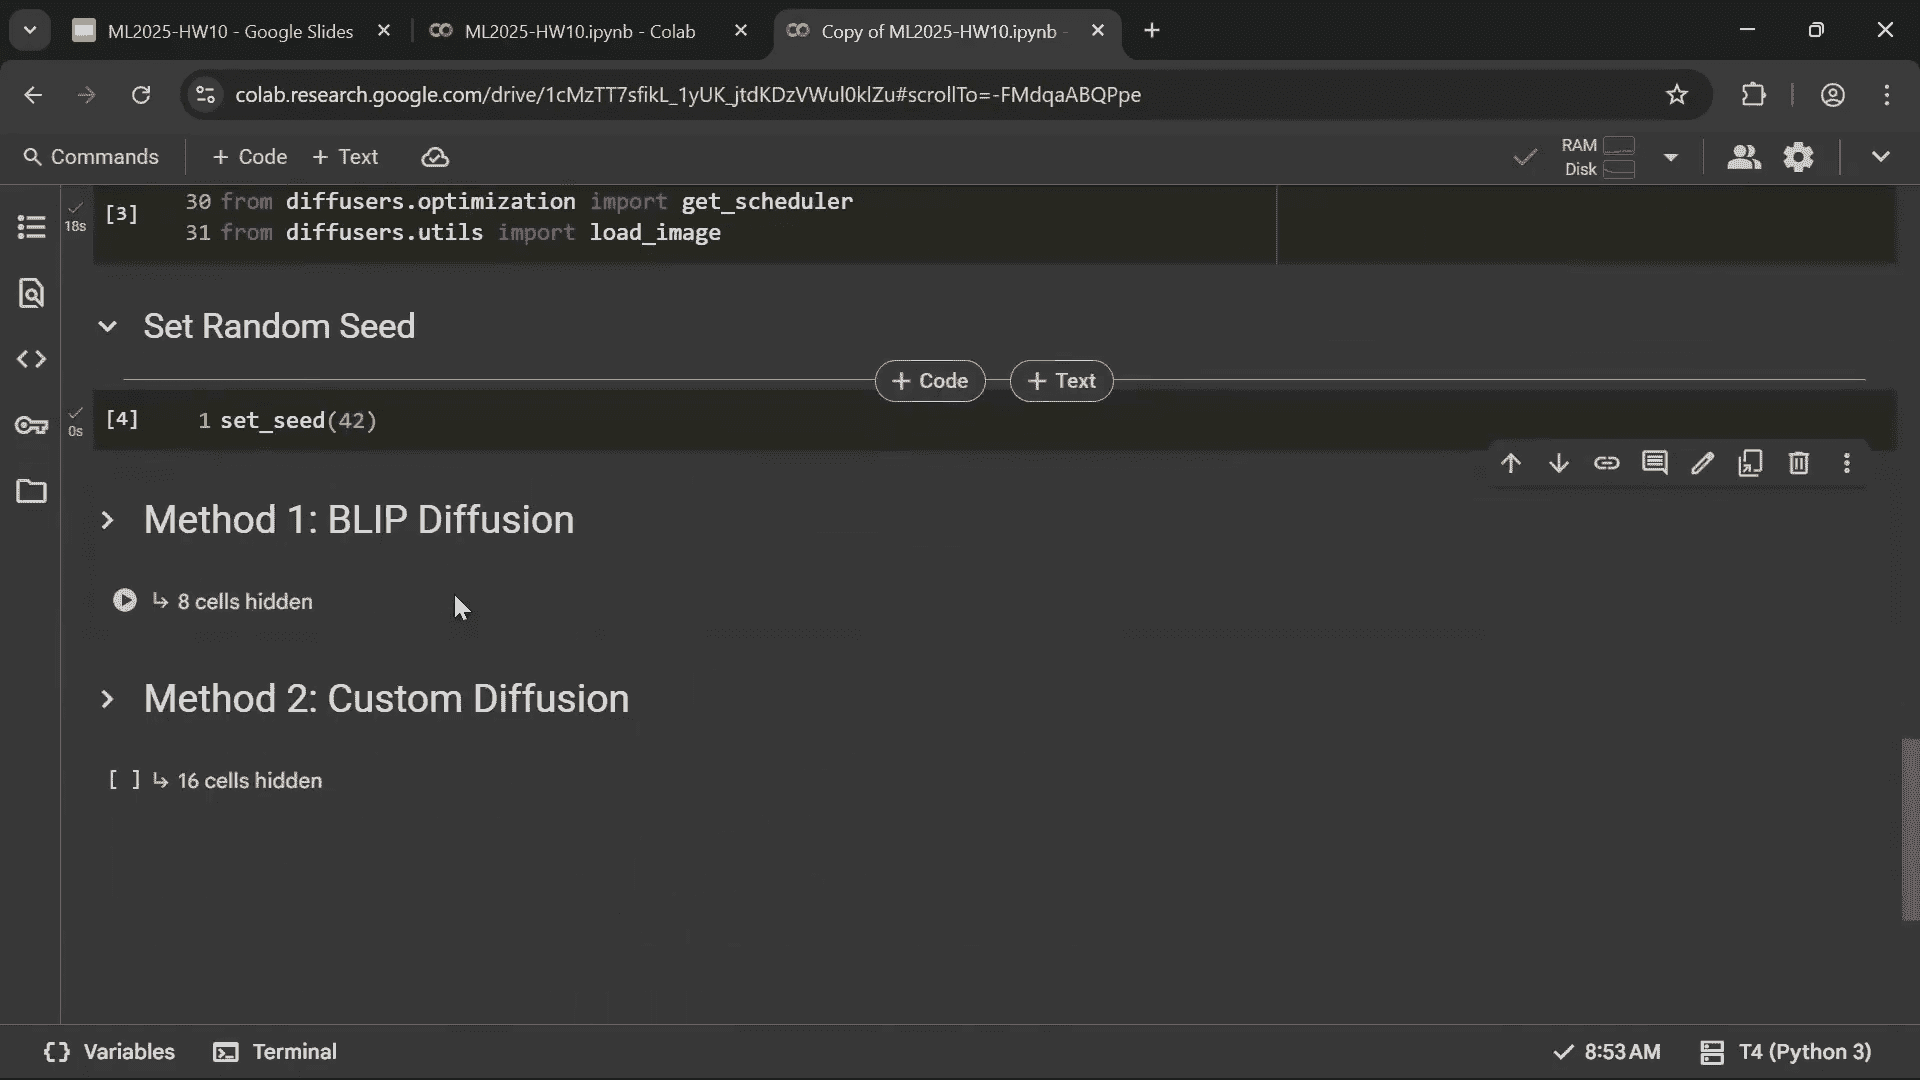 ML2025-HW10 - Google Slides
ML2025-HW10.ipynb - Colab
Copy of ML2025-HW10.ipynb -
colab.research.google.com/drive/1cMzTT7sfikL_1yUK_jtdKDzVWul0klZu#scrollTo=-FMdqaABQPpe
Commands
+ Code
+ Text
RAM
Disk
18s
[3]
30 from diffusers.optimization import get_scheduler
31 from diffusers.utils import load_image
Set Random Seed
+ Code
+ Text
0s
[4]
1 set_seed(42)
Method 1: BLIP Diffusion
↳ 8 cells hidden
Method 2: Custom Diffusion
[ ] ↳ 16 cells hidden
{} Variables
Terminal
8:53 AM
T4 (Python 3)